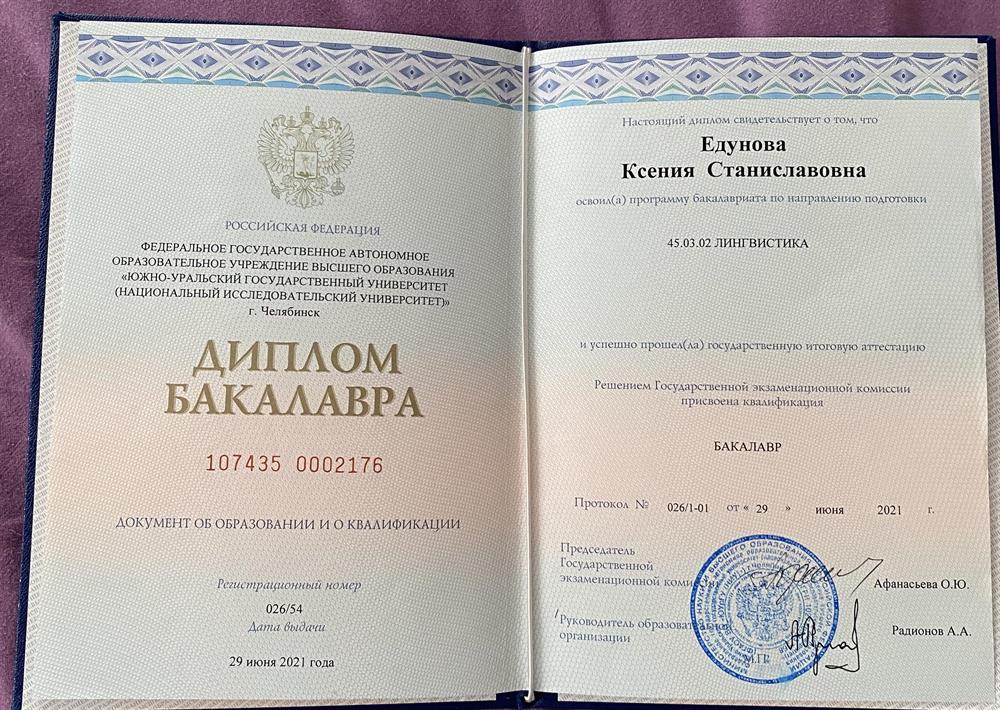 РОССИЙСКАЯ ФЕДЕРАЦИЯ
ФЕДЕРАЛЬНОЕ ГОСУДАРСТВЕННОЕ АВТОНОМНОЕ
ОБРАЗОВАТЕЛЬНОЕ УЧРЕЖДЕНИЕ ВЫСШЕГО ОБРАЗОВАНИЯ
«ЮЖНО-УРАЛЬСКИЙ ГОСУДАРСТВЕННЫЙ УНИВЕРСИТЕТ
(НАЦИОНАЛЬНЫЙ ИССЛЕДОВАТЕЛЬСКИЙ УНИВЕРСИТЕТ)»
г. Челябинск
ДИПЛОМ
БАКАЛАВРА
107435 0002176
ДОКУМЕНТ ОБ ОБРАЗОВАНИИ И О КВАЛИФИКАЦИИ
Регистрационный номер
026/54
Дата выдачи
29 июня 2021 года
Настоящий диплом свидетельствует о том, что
Едунова
Ксения Станиславовна
освоил(а) программу бакалавриата по направлению подготовки
45.03.02 ЛИНГВИСТИКА
и успешно прошел(ла) государственную итоговую аттестацию
Решением Государственной экзаменационной комиссии
присвоена квалификация
БАКАЛАВР
Протокол № 026/1-01 от « 29 » июня 2021 г.
Председатель
Государственной
экзаменационной
Афанасьева О.Ю.
Руководитель
организации
Радионов А.А.
М.П.